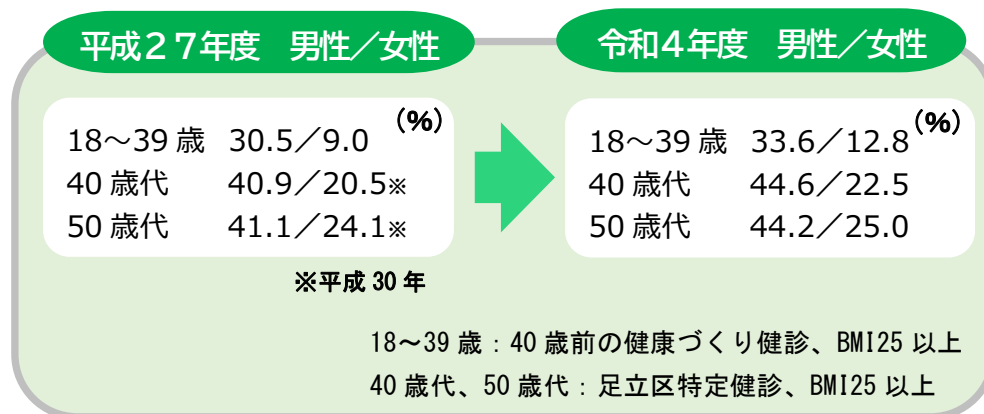 平成２７年度　男性／女性
(%)
18～39 歳 30.5／9.0
40 歳代 40.9／20.5※
50 歳代 41.1／24.1※
※平成 30 年
令和４年度　男性／女性
(%)
18～39 歳 33.6／12.8
40 歳代 44.6／22.5
50 歳代 44.2／25.0
18～39 歳：40 歳前の健康づくり健診、BMI25 以上
40 歳代、50 歳代：足立区特定健診、BMI25 以上